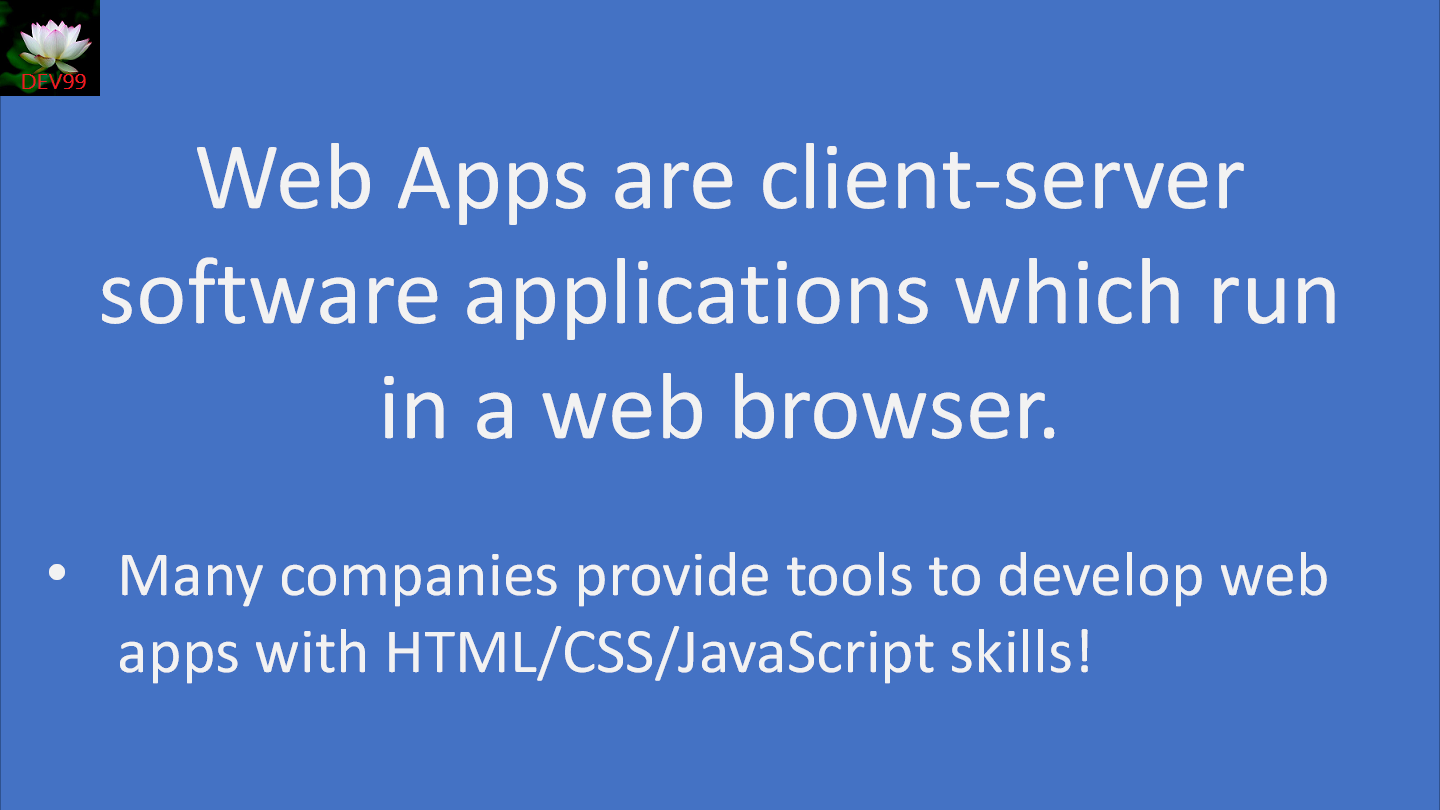 DEV99
Web Apps are client-server
software applications which run
in a web browser.
• Many companies provide tools to develop web
apps with HTML/CSS/JavaScript skills!